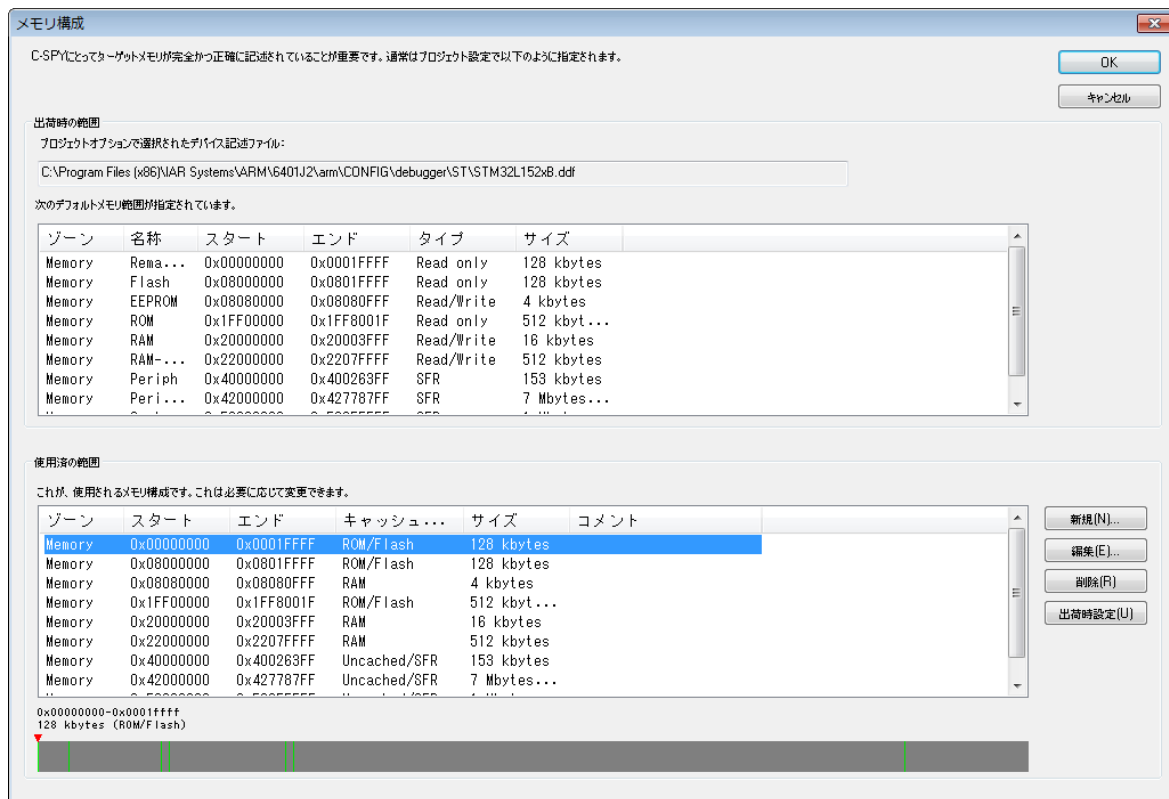 メモリ構成
C-SPYにとってターゲットメモリが完全かつ正確に記述されていることが重要です。通常はプロジェクト設定で以下のように指定されます。
OK
キャンセル
出荷時の範囲
プロジェクトオプションで選択されたデバイス記述ファイル:
C:\Program Files (x86)\IAR Systems\ARM\6401J2\arm\CONFIG\debugger\ST\STM32L152xB.ddf
次のデフォルトメモリ範囲が指定されています。
ゾーン 名称 スタート エンド タイプ サイズ
Memory Rema... 0x00000000 0x0001FFFF Read only 128 kbytes
Memory Flash 0x08000000 0x0801FFFF Read only 128 kbytes
Memory EEPROM 0x08080000 0x08080FFF Read/Write 4 kbytes
Memory ROM 0x1FF00000 0x1FF8001F Read only 512 kbyt...
Memory RAM 0x20000000 0x20003FFF Read/Write 16 kbytes
Memory RAM-... 0x22000000 0x2207FFFF Read/Write 512 kbytes
Memory Periph 0x40000000 0x400263FF SFR 153 kbytes
Memory Peri... 0x42000000 0x427787FF SFR 7 Mbytes...
使用済の範囲
これが、使用されるメモリ構成です。これは必要に応じて変更できます。
ゾーン スタート エンド キャッシュ... サイズ コメント
Memory 0x00000000 0x0001FFFF ROM/Flash 128 kbytes
Memory 0x08000000 0x0801FFFF ROM/Flash 128 kbytes
Memory 0x08080000 0x08080FFF RAM 4 kbytes
Memory 0x1FF00000 0x1FF8001F ROM/Flash 512 kbyt...
Memory 0x20000000 0x20003FFF RAM 16 kbytes
Memory 0x22000000 0x2207FFFF RAM 512 kbytes
Memory 0x40000000 0x400263FF Uncached/SFR 153 kbytes
Memory 0x42000000 0x427787FF Uncached/SFR 7 Mbytes...
新規(N)...
編集(E)...
削除(R)
出荷時設定(U)
0x00000000-0x0001ffff
128 kbytes (ROM/Flash)